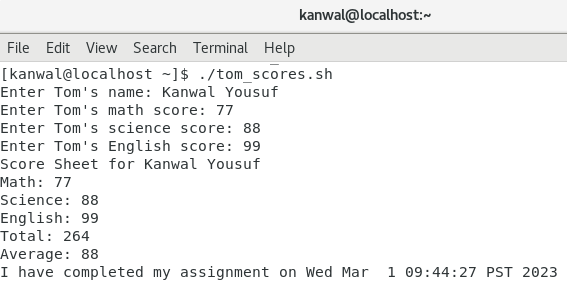 kanwal@localhost:~
File Edit View Search Terminal Help
[kanwal@localhost ~]$ ./tom_scores.sh
Enter Tom's name: Kanwal Yousuf
Enter Tom's math score: 77
Enter Tom's science score: 88
Enter Tom's English score: 99
Score Sheet for Kanwal Yousuf
Math: 77
Science: 88
English: 99
Total: 264
Average: 88
I have completed my assignment on Wed Mar  1 09:44:27 PST 2023